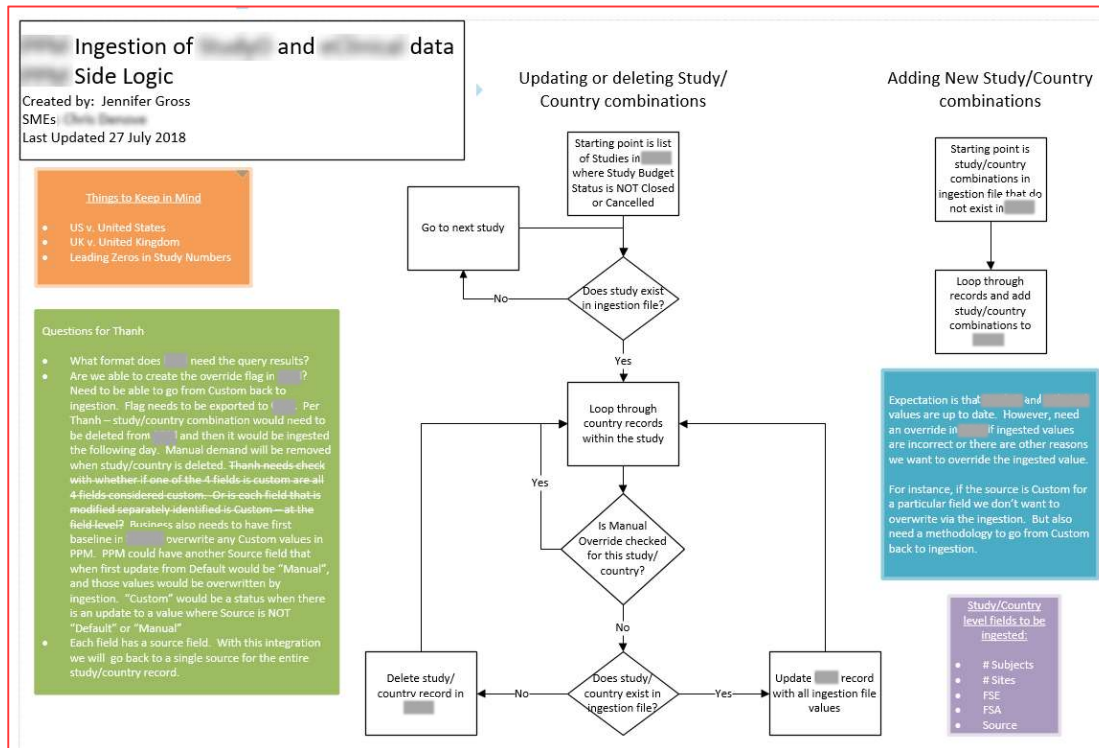 Ingestion of and data
Side Logic
Created by: Jennifer Gross
SMEs
Last Updated 27 July 2018
Things to Keep in Mind
• US v. United States
• UK v. United Kingdom
• Leading Zeros in Study Numbers
Questions for Thanh
• What format does need the query results?
• Are we able to create the override flag in ?
Need to be able to go from Custom back to
ingestion. Flag needs to be exported to . Per
Thanh – study/country combination would need to
be deleted from and then it would be ingested
the following day. Manual demand will be removed
when study/country is deleted. Thanh needs check
with whether if one of the 4 fields is custom are all
4 fields considered custom. Or is each field that is
modified separately identified is Custom – at the
field level? Business also needs to have first
baseline in overwrite any Custom values in
PPM. PPM could have another Source field that
when first update from Default would be “Manual”,
and those values would be overwritten by
ingestion. “Custom” would be a status when there
is an update to a value where Source is NOT
“Default” or “Manual”
• Each field has a source field. With this integration
we will go back to a single source for the entire
study/country record.
Updating or deleting Study/
Country combinations
Starting point is list
of Studies in
where Study Budget
Status is NOT Closed
or Cancelled
Go to next study
Does study exist
in ingestion file?
No
Yes
Loop through
country records
within the study
Yes
Is Manual
Override checked
for this study/
country?
No
Does study/
country exist in
ingestion file?
No
Delete study/
country record in
Yes
Update record
with all ingestion file
values
Adding New Study/Country
combinations
Starting point is
study/country
combinations in
ingestion file that do
not exist in
Loop through
records and add
study/country
combinations to
Expectation is that and
values are up to date. However, need
an override in if ingested values
are incorrect or there are other reasons
we want to override the ingested value.
For instance, if the source is Custom for
a particular field we don’t want to
overwrite via the ingestion. But also
need a methodology to go from Custom
back to ingestion.
Study/Country
level fields to be
ingested:
• # Subjects
• # Sites
• FSE
• FSA
• Source